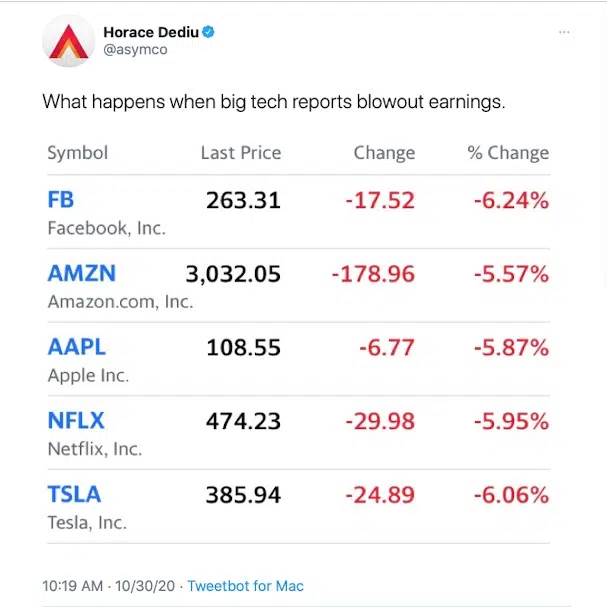 Horace Dediu
@asymco
What happens when big tech reports blowout earnings.
Symbol Last Price Change % Change
FB 263.31 -17.52 -6.24%
Facebook, Inc.
AMZN 3,032.05 -178.96 -5.57%
Amazon.com, Inc.
AAPL 108.55 -6.77 -5.87%
Apple Inc.
NFLX 474.23 -29.98 -5.95%
Netflix, Inc.
TSLA 385.94 -24.89 -6.06%
Tesla, Inc.
10:19 AM · 10/30/20 · Tweetbot for Mac